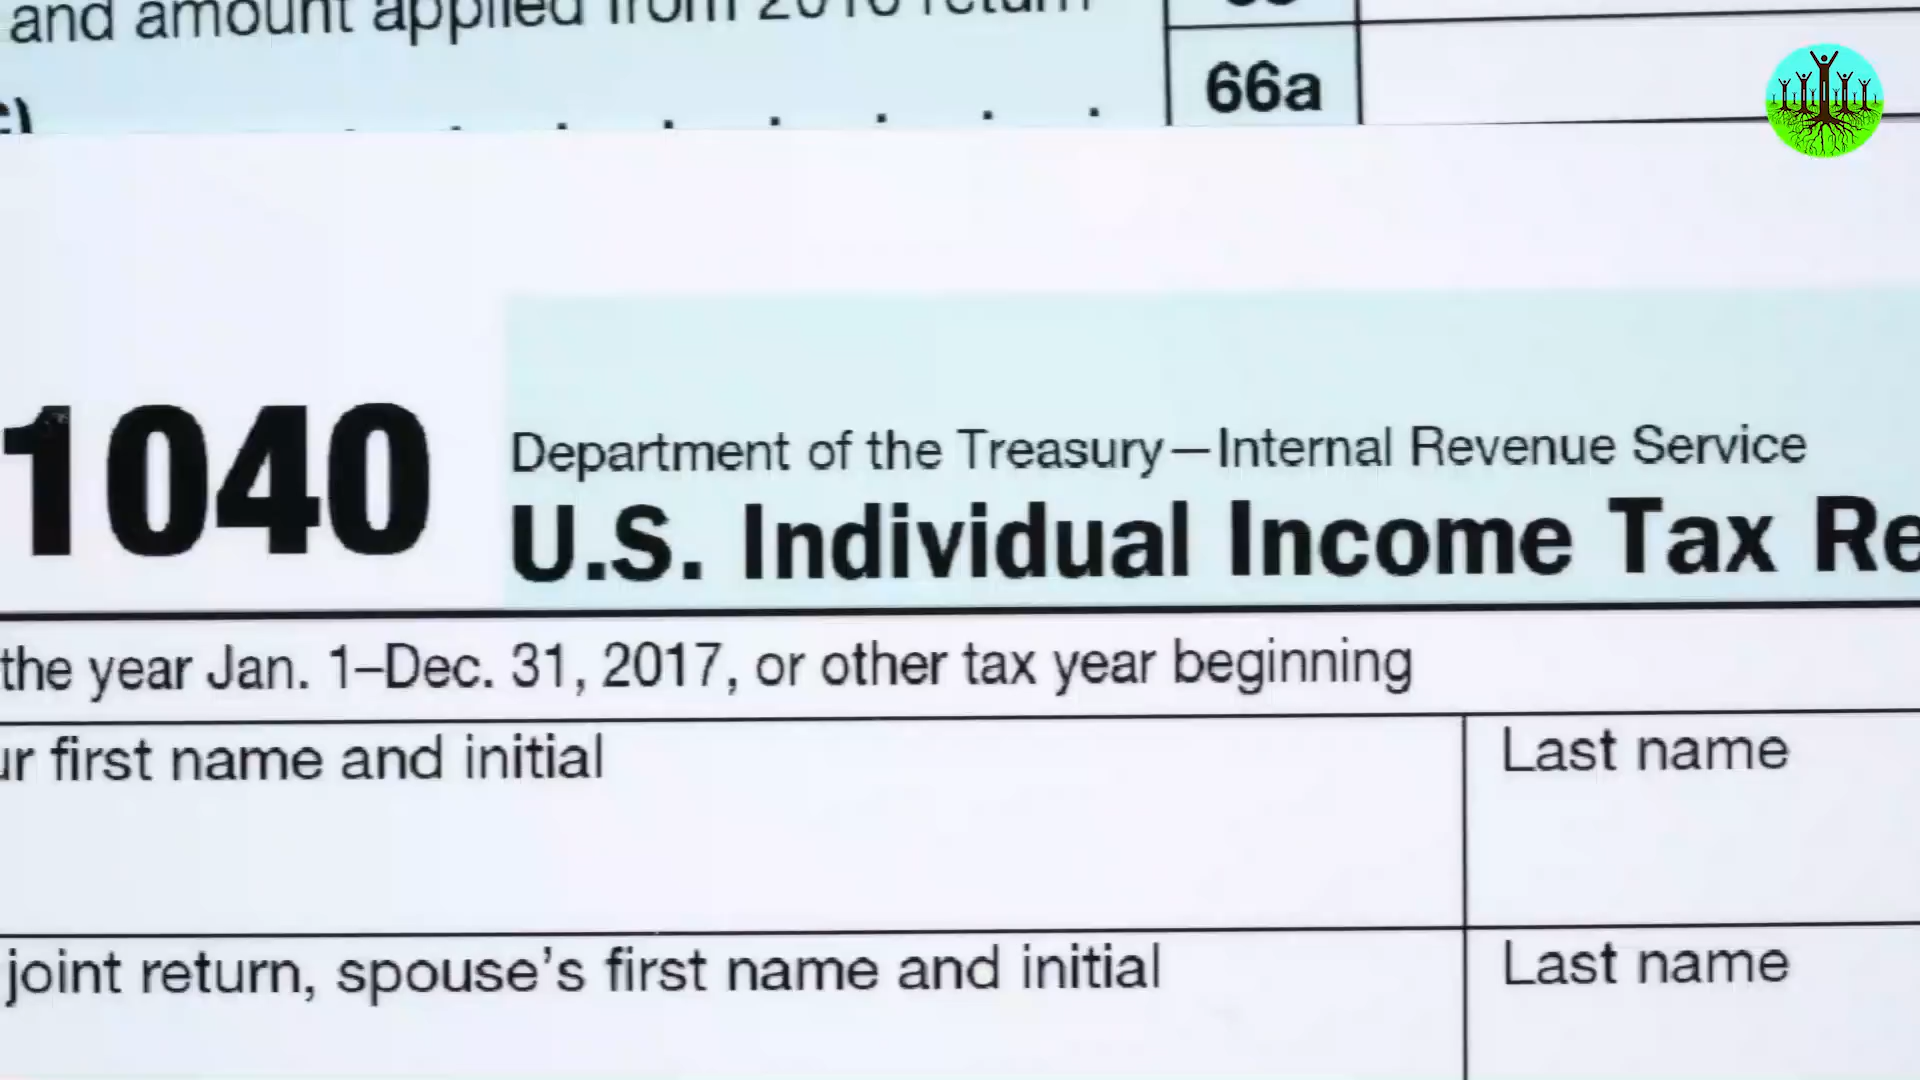 and amount applied from 2016 return
66a
1040
Department of the Treasury—Internal Revenue Service
U.S. Individual Income Tax Re
the year Jan. 1–Dec. 31, 2017, or other tax year beginning
ur first name and initial
Last name
joint return, spouse's first name and initial
Last name